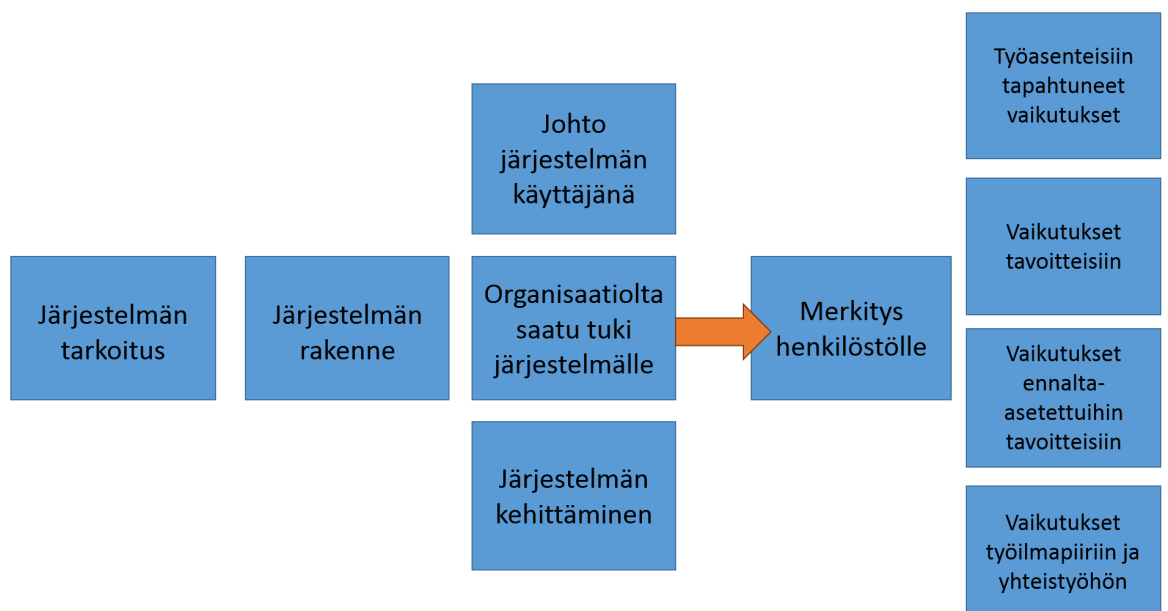 Järjestelmän
tarkoitus
Järjestelmän
rakenne
Johto
järjestelmän
käyttäjänä
Organisaatiolta
saatu tuki
järjestelmälle
Järjestelmän
kehittäminen
Merkitys
henkilöstölle
Työasenteisiin
tapahtuneet
vaikutukset
Vaikutukset
tavoitteisiin
Vaikutukset
ennalta-
asetettuihin
tavoitteisiin
Vaikutukset
työilmapiiriin ja
yhteistyöhön